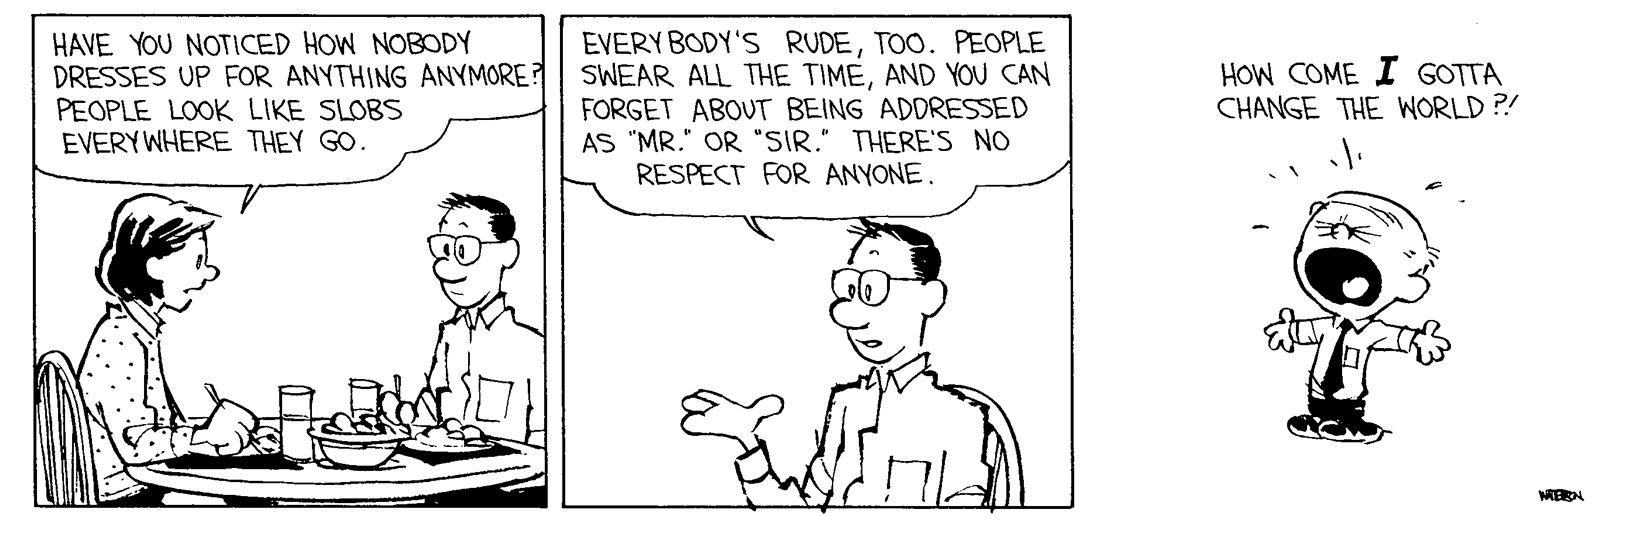 HAVE YOU NOTICED HOW NOBODY
DRESSES UP FOR ANYTHING ANYMORE?
PEOPLE LOOK LIKE SLOBS
EVERYWHERE THEY GO.
EVERYBODY'S RUDE, TOO. PEOPLE
SWEAR ALL THE TIME, AND YOU CAN
FORGET ABOUT BEING ADDRESSED
AS "MR." OR "SIR." THERE'S NO
RESPECT FOR ANYONE.
HOW COME I GOTTA
CHANGE THE WORLD?!
WATTERSON